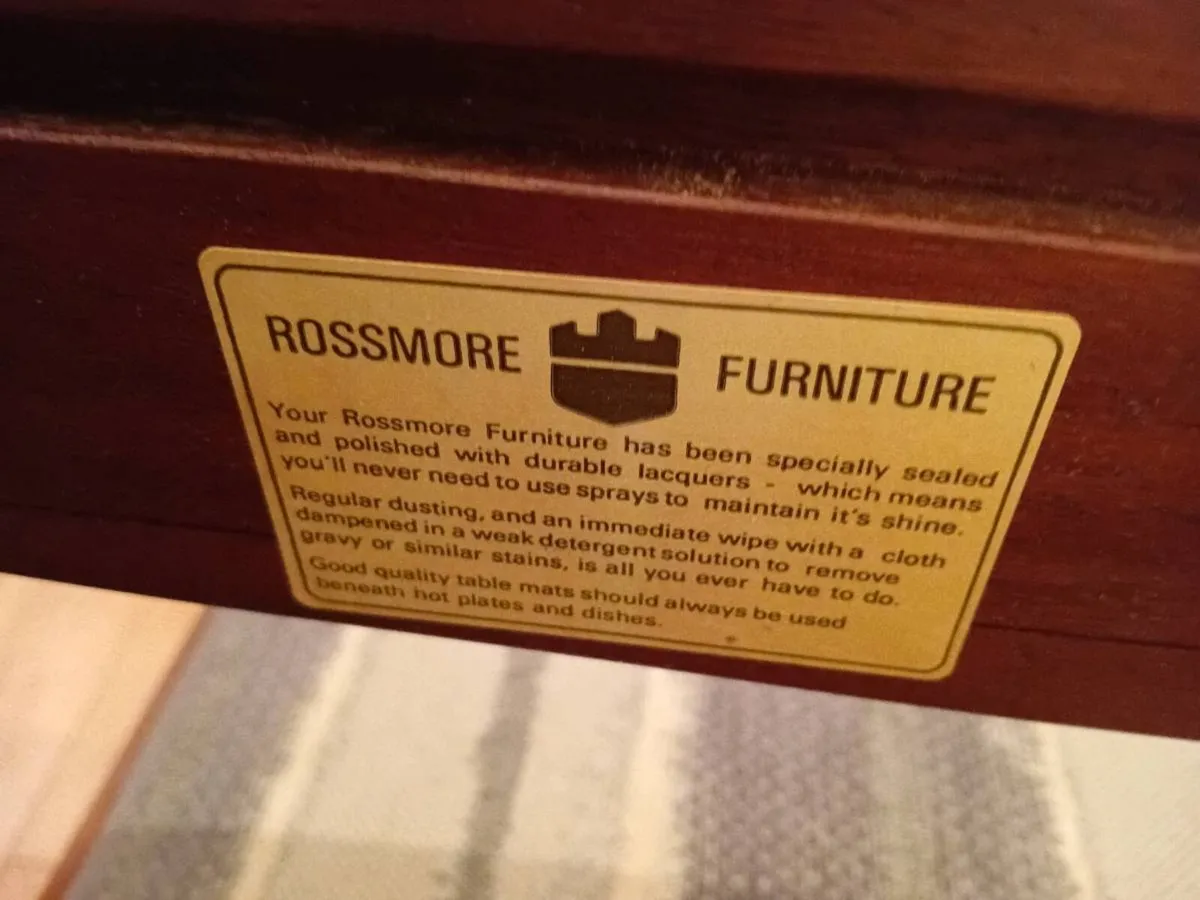 ROSSMORE FURNITURE
Your Rossmore Furniture has been specially sealed
and polished with durable lacquers - which means
you'll never need to use sprays to maintain it's shine.
Regular dusting, and an immediate wipe with a cloth
dampened in a weak detergent solution to remove
gravy or similar stains, is all you ever have to do.
Good quality table mats should always be used
beneath hot plates and dishes.